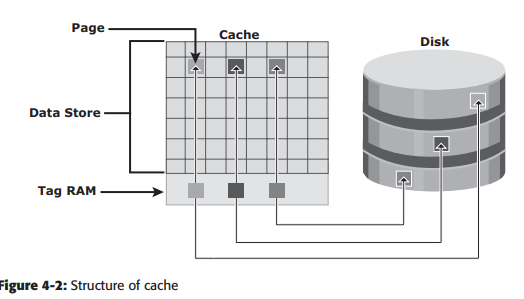 Page
Cache
Disk
Data Store
Tag RAM
Figure 4-2: Structure of cache